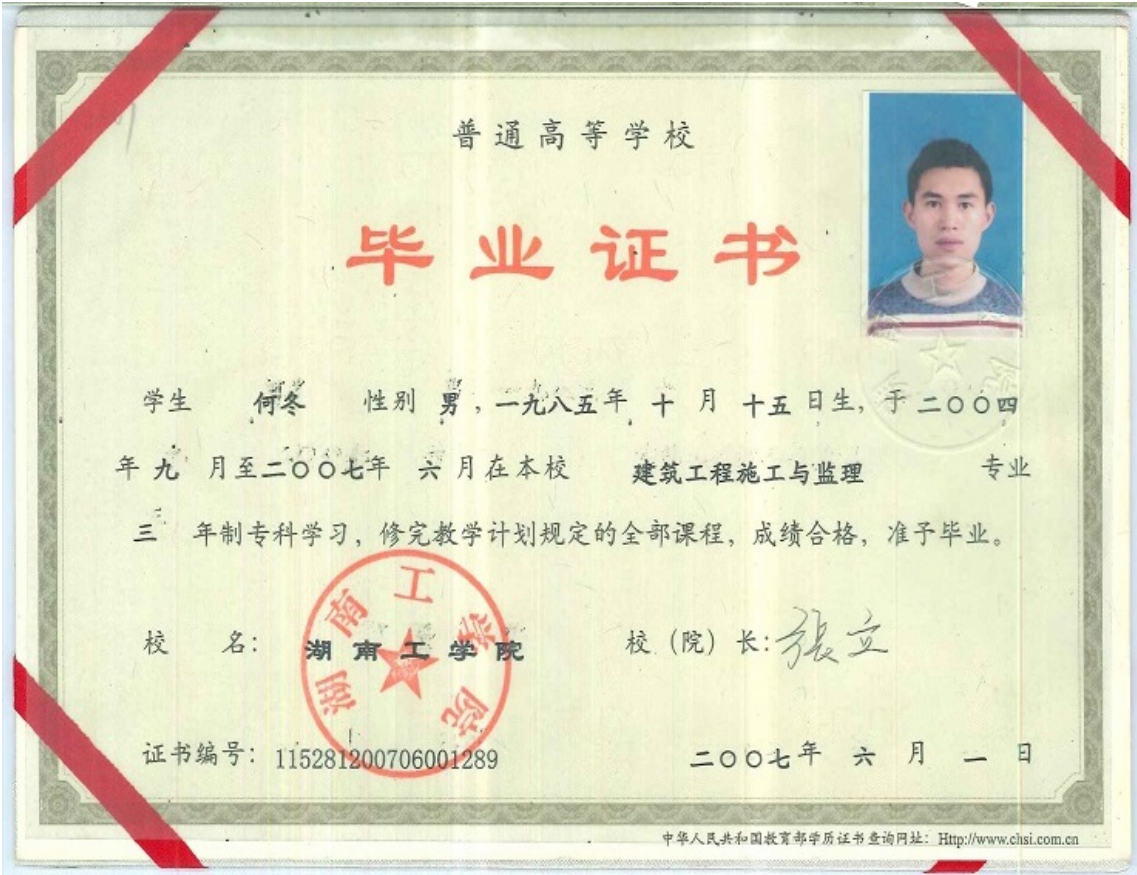 普通高等学校
毕业证书
学生 何冬 性别 男，一九八五年 十 月 十五 日生，于 二〇〇四
年 九 月至二〇〇七年 六 月在本校 建筑工程施工与监理 专业
三 年制专科学习，修完教学计划规定的全部课程，成绩合格，准予毕业。
校 名：湖南工学院 校（院）长：張立
湖南工学院
证书编号：115281200706001289 二〇〇七年 六 月 一 日
中华人民共和国教育部学历证书查询网址：Http://www.chsi.com.cn